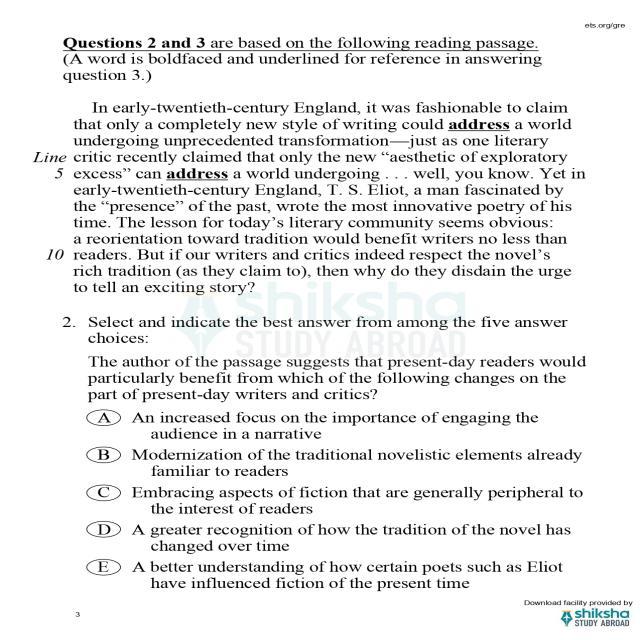 ets.org/gre
Questions 2 and 3 are based on the following reading passage.
(A word is boldfaced and underlined for reference in answering
question 3.)
In early-twentieth-century England, it was fashionable to claim
that only a completely new style of writing could address a world
undergoing unprecedented transformation—just as one literary
Line critic recently claimed that only the new “aesthetic of exploratory
5 excess” can address a world undergoing . . . well, you know. Yet in
early-twentieth-century England, T. S. Eliot, a man fascinated by
the “presence” of the past, wrote the most innovative poetry of his
time. The lesson for today’s literary community seems obvious:
a reorientation toward tradition would benefit writers no less than
10 readers. But if our writers and critics indeed respect the novel’s
rich tradition (as they claim to), then why do they disdain the urge
to tell an exciting story?
shiksha
STUDY ABROAD
2. Select and indicate the best answer from among the five answer
choices:
The author of the passage suggests that present-day readers would
particularly benefit from which of the following changes on the
part of present-day writers and critics?
A An increased focus on the importance of engaging the
audience in a narrative
B Modernization of the traditional novelistic elements already
familiar to readers
C Embracing aspects of fiction that are generally peripheral to
the interest of readers
D A greater recognition of how the tradition of the novel has
changed over time
E A better understanding of how certain poets such as Eliot
have influenced fiction of the present time
Download facility provided by
3
shiksha
STUDY ABROAD